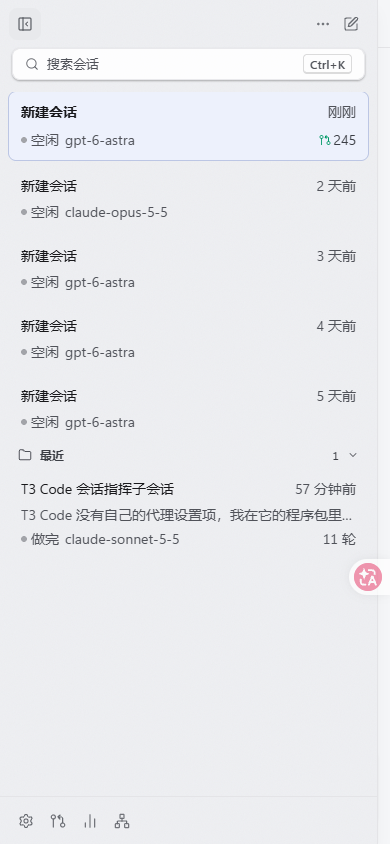 搜索会话 Ctrl+K
新建会话 刚刚
空闲 gpt-6-astra 245
新建会话 2 天前
空闲 claude-opus-5-5
新建会话 3 天前
空闲 gpt-6-astra
新建会话 4 天前
空闲 gpt-6-astra
新建会话 5 天前
空闲 gpt-6-astra
最近 1
T3 Code 会话指挥子会话 57 分钟前
T3 Code 没有自己的代理设置项，我在它的程序包里...
做完 claude-sonnet-5-5 11 轮
A